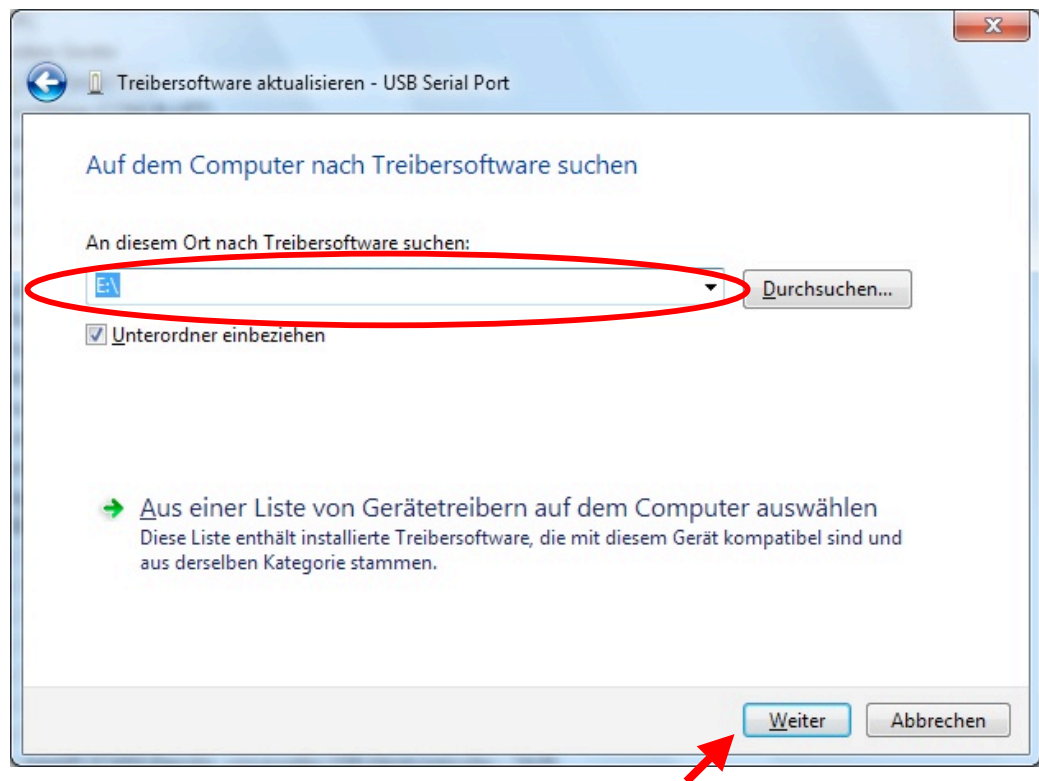 Treibersoftware aktualisieren - USB Serial Port
Auf dem Computer nach Treibersoftware suchen
An diesem Ort nach Treibersoftware suchen:
E:\
Durchsuchen...
Unterordner einbeziehen
Aus einer Liste von Gerätetreibern auf dem Computer auswählen
Diese Liste enthält installierte Treibersoftware, die mit diesem Gerät kompatibel sind und
aus derselben Kategorie stammen.
Weiter
Abbrechen